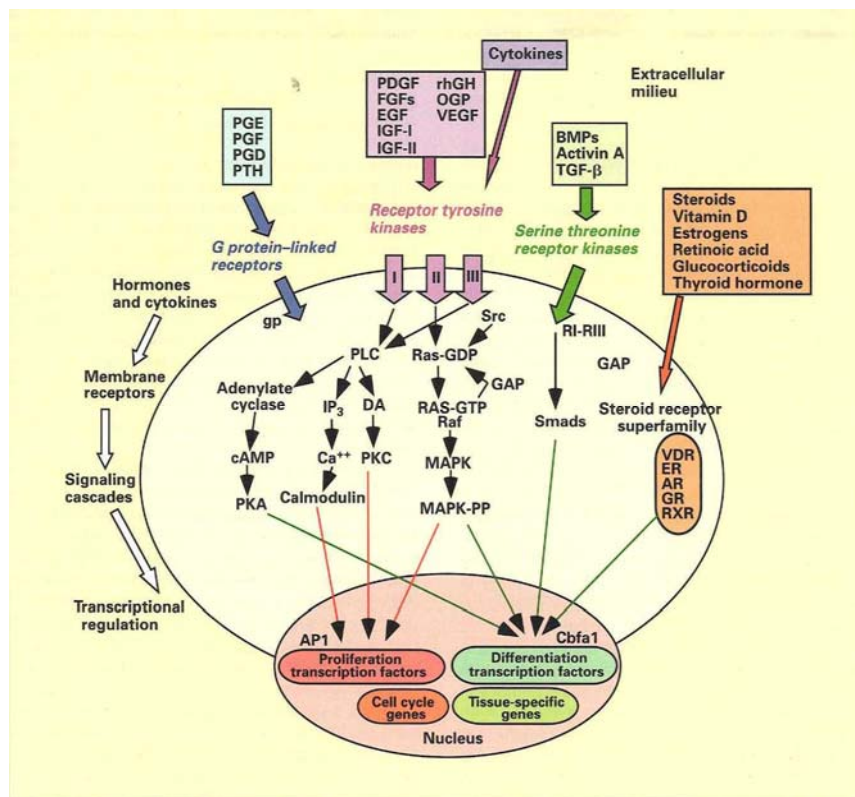 Cytokines
Extracellular
milieu
PDGF rhGH
FGFs OGP
EGF VEGF
IGF-I
IGF-II
PGE
PGF
PGD
PTH
BMPs
Activin A
TGF-β
Steroids
Vitamin D
Estrogens
Retinoic acid
Glucocorticoids
Thyroid hormone
Receptor tyrosine
kinases
Serine threonine
receptor kinases
G protein–linked
receptors
Hormones
and cytokines
Membrane
receptors
Signaling
cascades
Transcriptional
regulation
I II III
gp
Src
RI-RIII
PLC
Ras-GDP
GAP
GAP
Adenylate
cyclase
IP3
DA
RAS-GTP
Raf
Smads
Steroid receptor
superfamily
cAMP
Ca++
PKC
MAPK
VDR
ER
AR
GR
RXR
PKA
Calmodulin
MAPK-PP
AP1
Cbfa1
Proliferation
transcription factors
Differentiation
transcription factors
Cell cycle
genes
Tissue-specific
genes
Nucleus